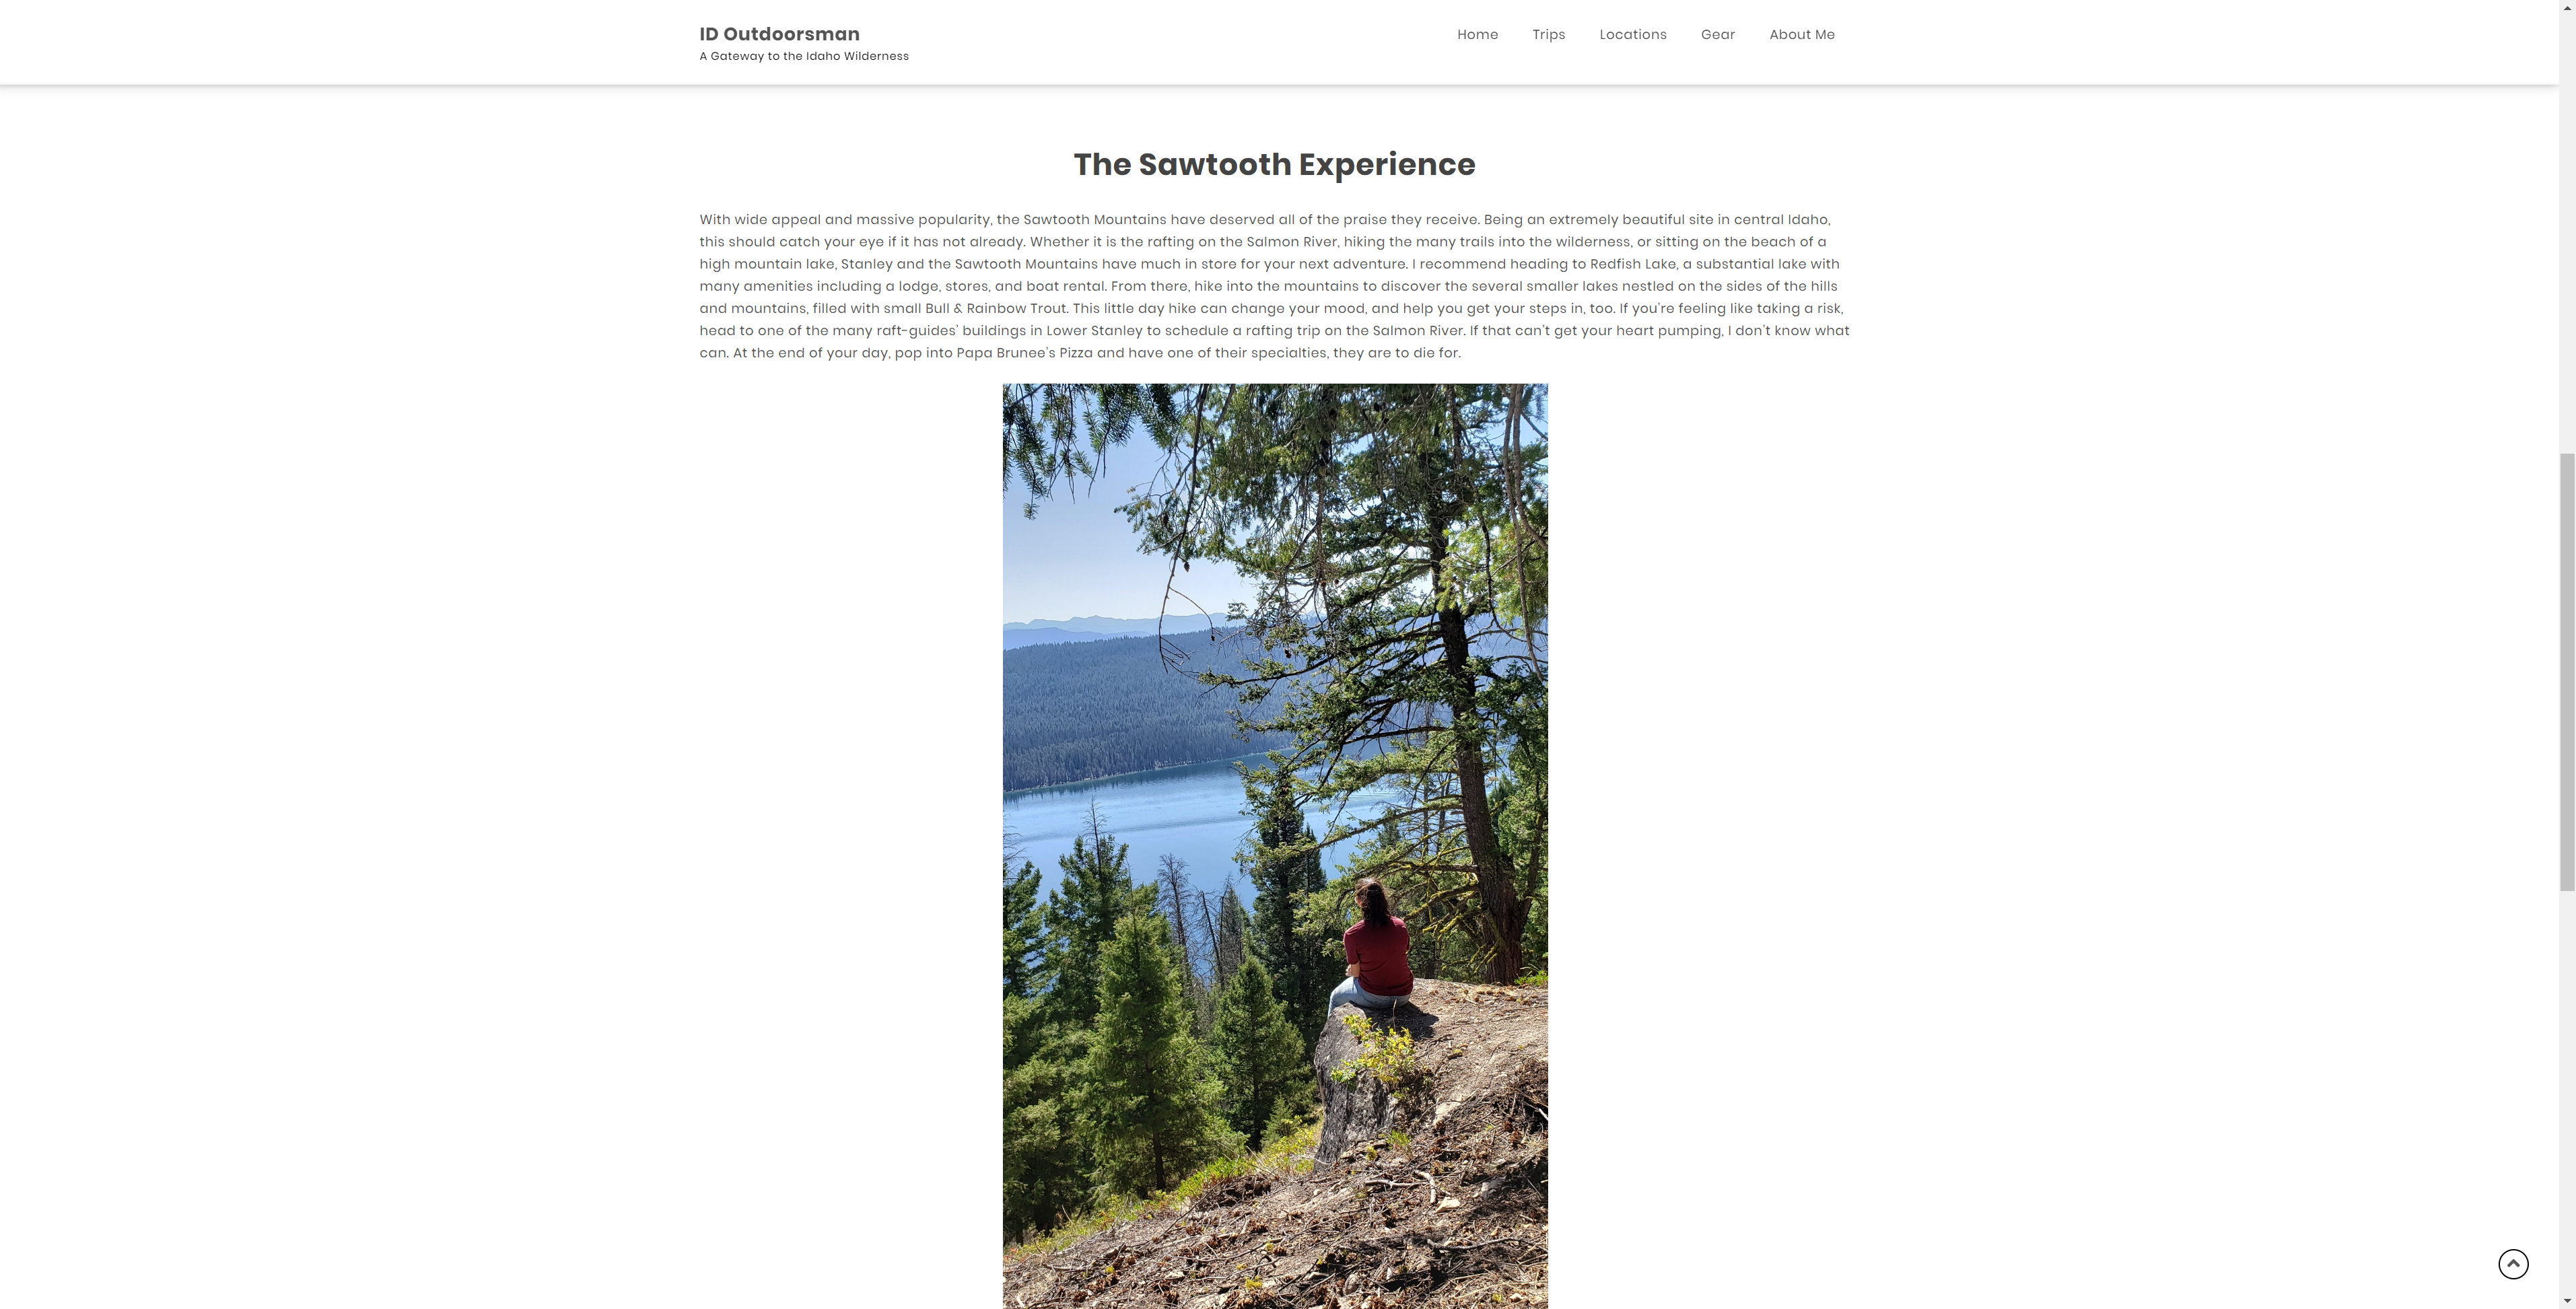 ID Outdoorsman
A Gateway to the Idaho Wilderness
Home Trips Locations Gear About Me
The Sawtooth Experience
With wide appeal and massive popularity, the Sawtooth Mountains have deserved all of the praise they receive. Being an extremely beautiful site in central Idaho,
this should catch your eye if it has not already. Whether it is the rafting on the Salmon River, hiking the many trails into the wilderness, or sitting on the beach of a
high mountain lake, Stanley and the Sawtooth Mountains have much in store for your next adventure. I recommend heading to Redfish Lake, a substantial lake with
many amenities including a lodge, stores, and boat rental. From there, hike into the mountains to discover the several smaller lakes nestled on the sides of the hills
and mountains, filled with small Bull & Rainbow Trout. This little day hike can change your mood, and help you get your steps in, too. If you’re feeling like taking a risk,
head to one of the many raft-guides’ buildings in Lower Stanley to schedule a rafting trip on the Salmon River. If that can’t get your heart pumping, I don’t know what
can. At the end of your day, pop into Papa Brunee’s Pizza and have one of their specialties, they are to die for.